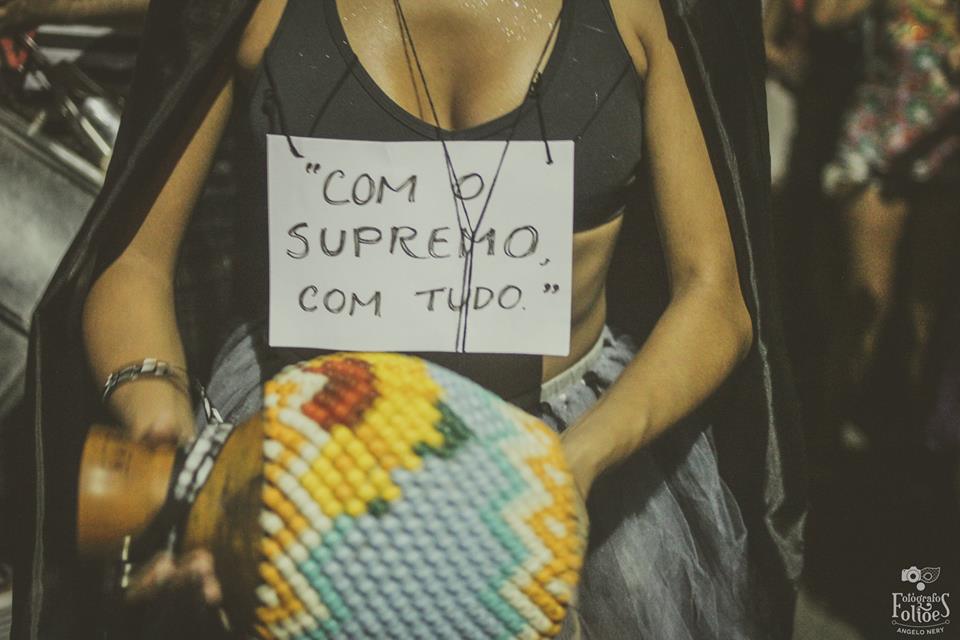 "COM O
SUPREMO,
COM TUDO."
Fotógrafos
Foliões
ANGELO NERY